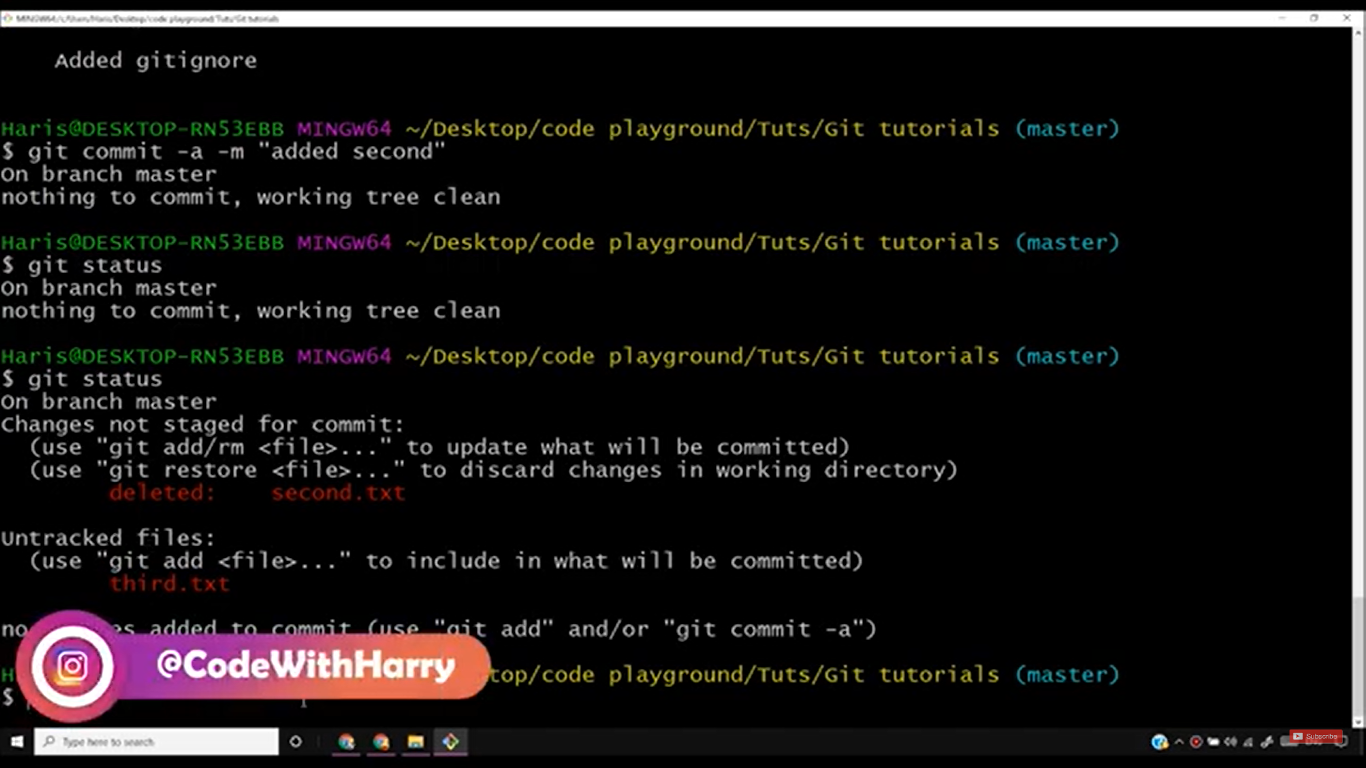 MINGW64:/c/Users/Haris/Desktop/code playground/Tuts/Git tutorials
Added gitignore
Haris@DESKTOP-RN53EBB MINGW64 ~/Desktop/code playground/Tuts/Git tutorials (master)
$ git commit -a -m "added second"
On branch master
nothing to commit, working tree clean
Haris@DESKTOP-RN53EBB MINGW64 ~/Desktop/code playground/Tuts/Git tutorials (master)
$ git status
On branch master
nothing to commit, working tree clean
Haris@DESKTOP-RN53EBB MINGW64 ~/Desktop/code playground/Tuts/Git tutorials (master)
$ git status
On branch master
Changes not staged for commit:
(use "git add/rm <file>..." to update what will be committed)
(use "git restore <file>..." to discard changes in working directory)
deleted: second.txt
Untracked files:
(use "git add <file>..." to include in what will be committed)
third.txt
added to commit (use "git add" and/or "git commit -a")
@CodeWithHarry
playground/Tuts/Git tutorials (master)
$
Type here to search
Subscribe